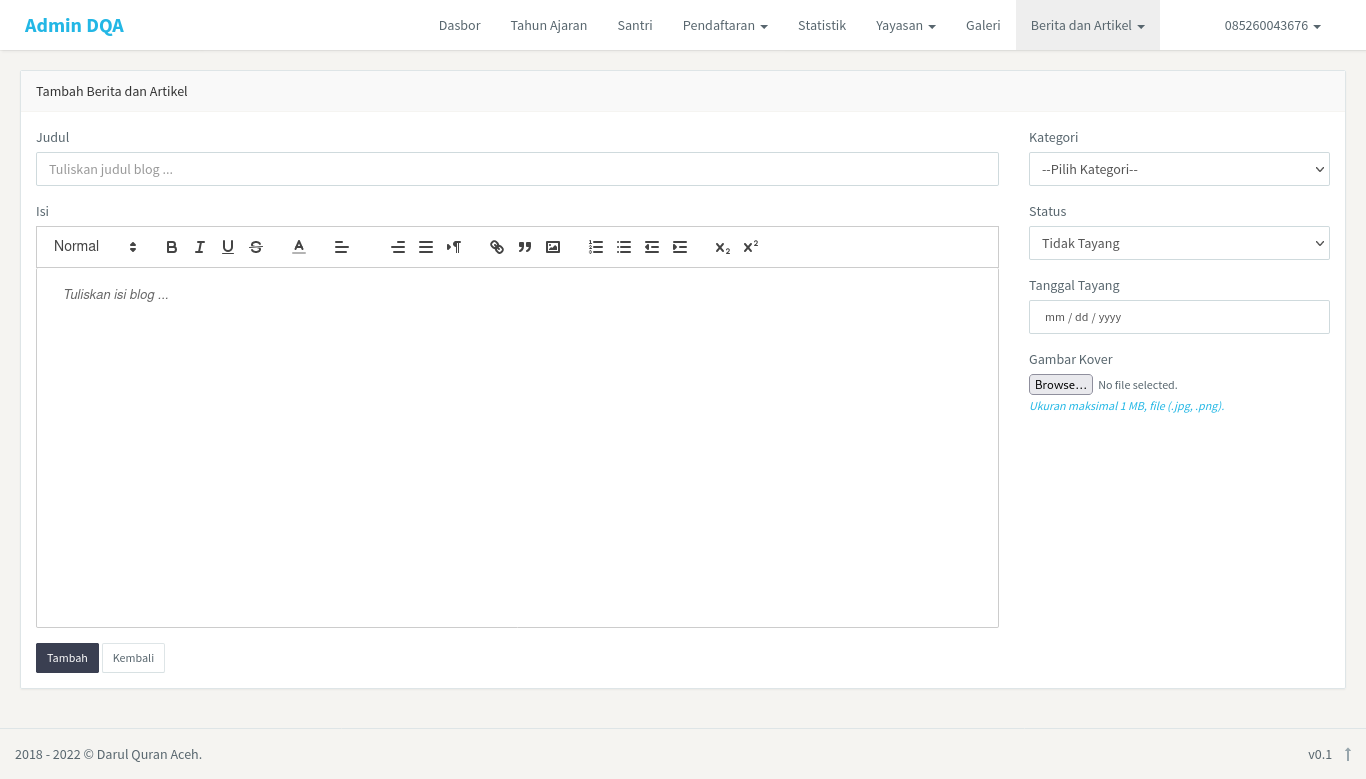 Admin DQA Dasbor Tahun Ajaran Santri Pendaftaran Statistik Yayasan Galeri Berita dan Artikel 085260043676
Tambah Berita dan Artikel
Judul
Tuliskan judul blog ...
Isi
Normal
Tuliskan isi blog ...
Kategori
--Pilih Kategori--
Status
Tidak Tayang
Tanggal Tayang
mm / dd / yyyy
Gambar Kover
Browse... No file selected.
Ukuran maksimal 1 MB, file (.jpg, .png).
Tambah Kembali
2018 - 2022 © Darul Quran Aceh. v0.1